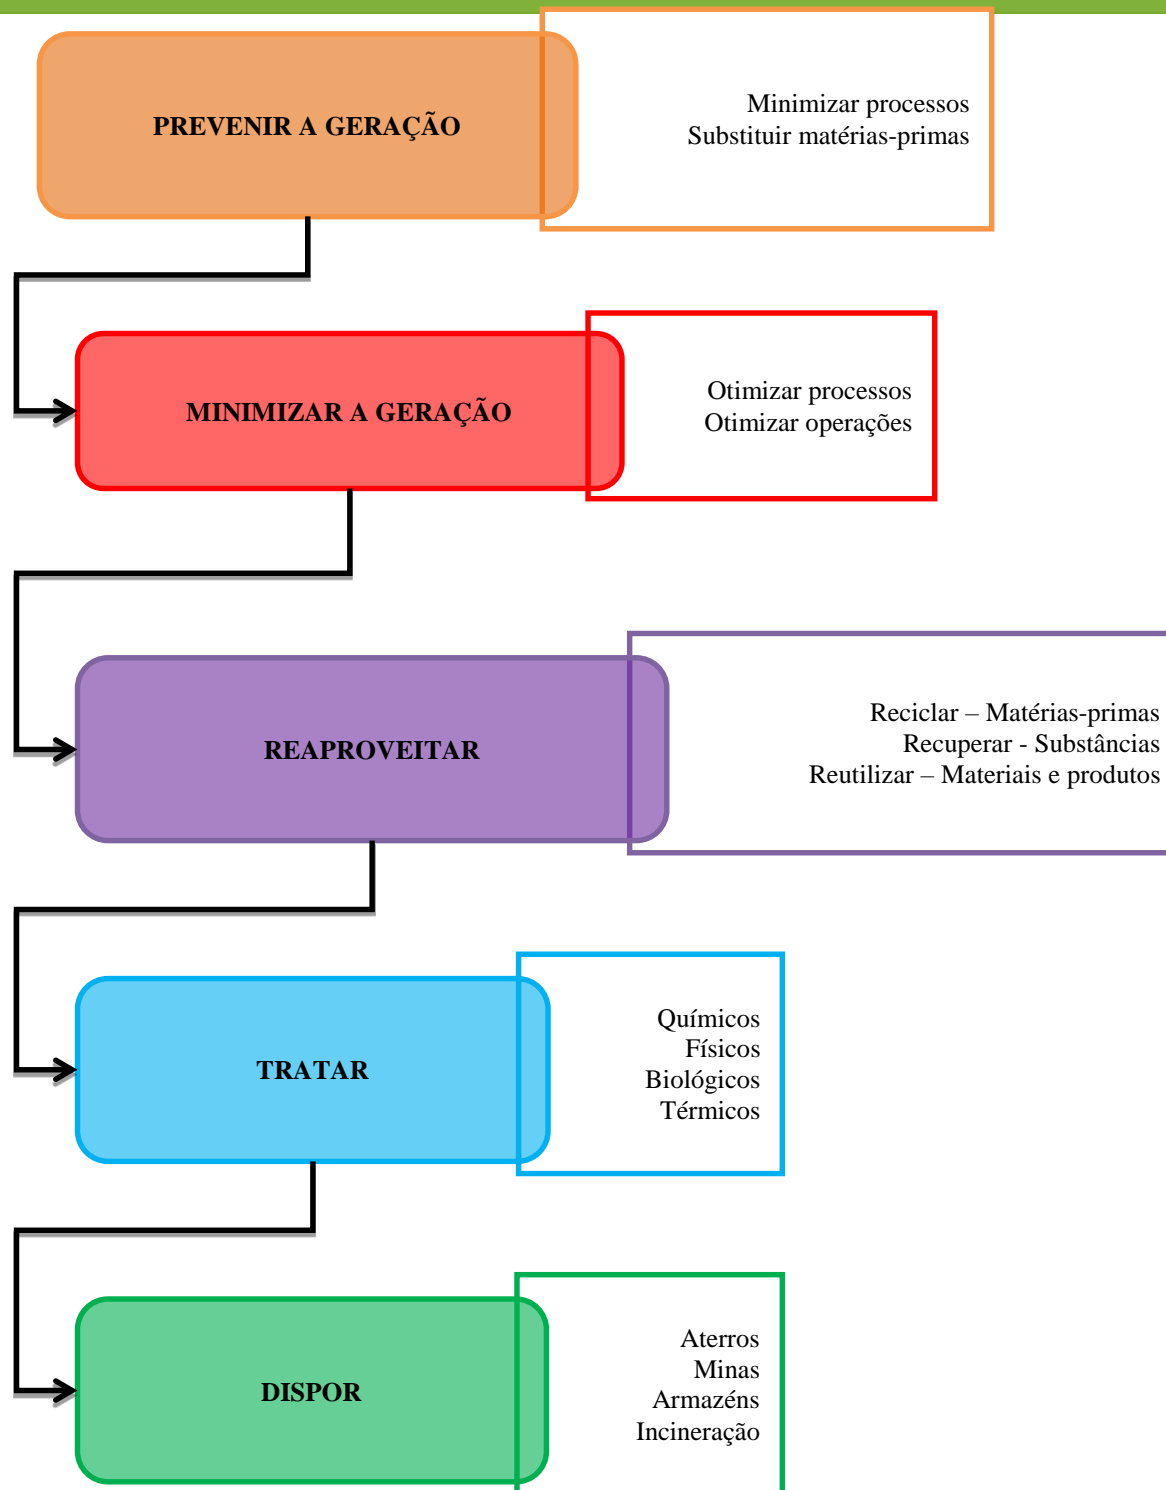 PREVENIR A GERAÇÃO
Minimizar processos
Substituir matérias-primas
MINIMIZAR A GERAÇÃO
Otimizar processos
Otimizar operações
REAPROVEITAR
Reciclar – Matérias-primas
Recuperar - Substâncias
Reutilizar – Materiais e produtos
TRATAR
Químicos
Físicos
Biológicos
Térmicos
DISPOR
Aterros
Minas
Armazéns
Incineração